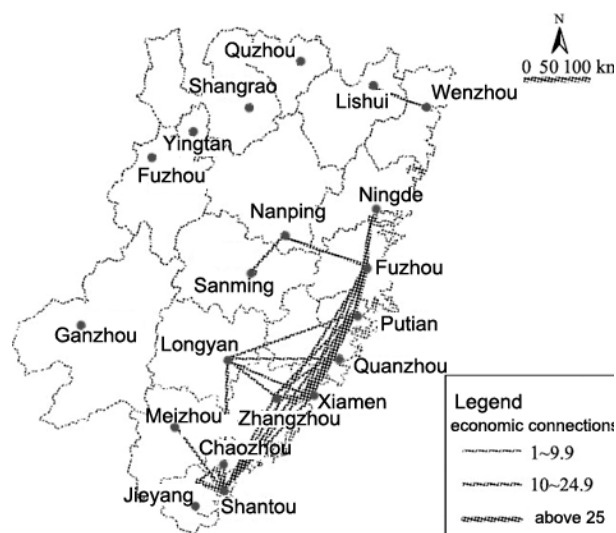 N
0 50 100 km
Quzhou
Shangrao
Lishui
Wenzhou
Yingtan
Fuzhou
Ningde
Nanping
Fuzhou
Sanming
Putian
Ganzhou
Longyan
Quanzhou
Xiamen
Zhangzhou
Meizhou
Chaozhou
Jieyang
Shantou
Legend
economic connections
1~9.9
10~24.9
above 25